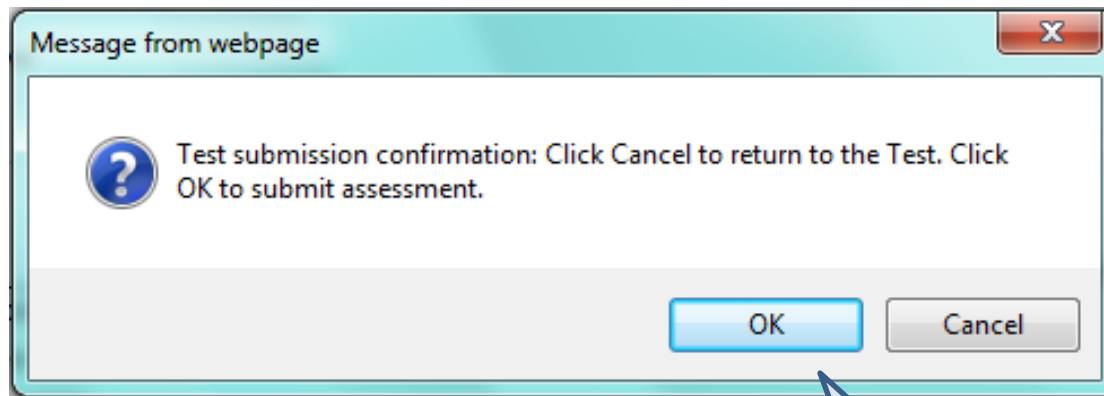 Message from webpage
Test submission confirmation: Click Cancel to return to the Test. Click
OK to submit assessment.
OK
Cancel